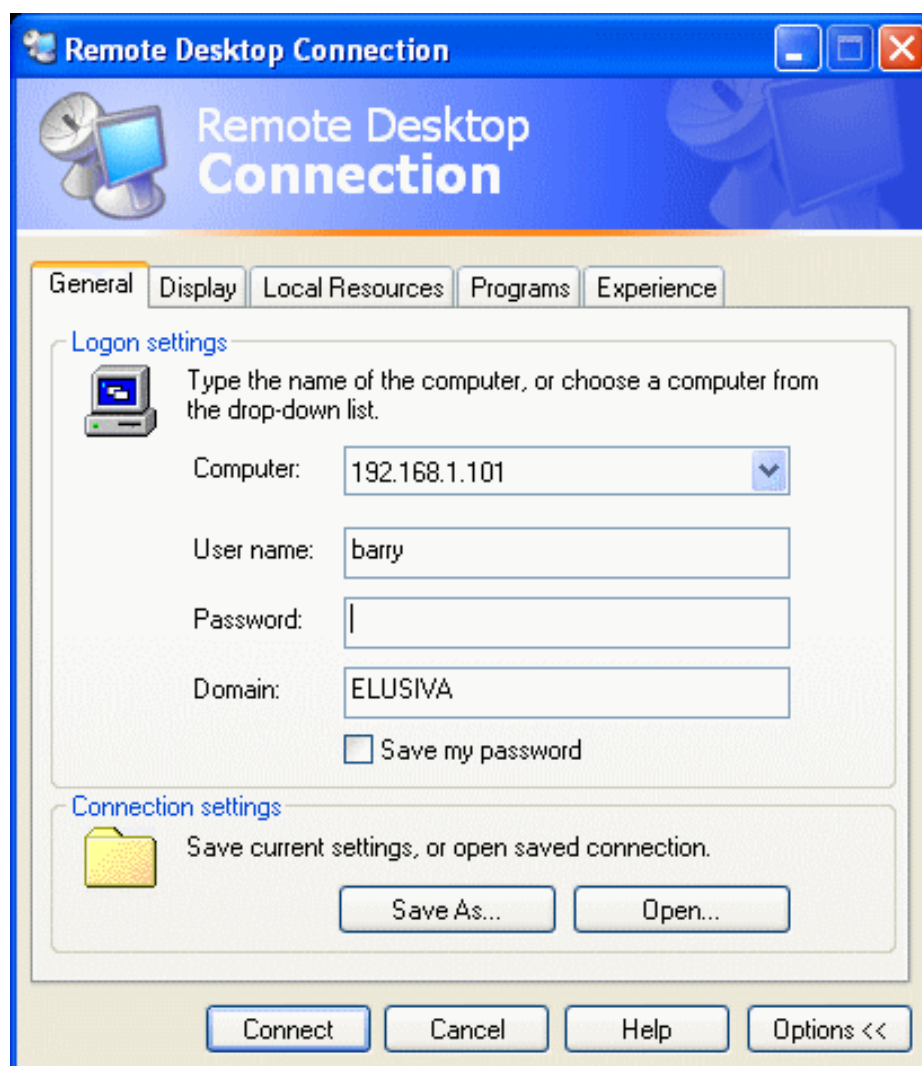 Remote Desktop Connection
Remote Desktop
Connection
General Display Local Resources Programs Experience
Logon settings
Type the name of the computer, or choose a computer from
the drop-down list.
Computer: 192.168.1.101
User name: barry
Password:
Domain: ELUSIVA
Save my password
Connection settings
Save current settings, or open saved connection.
Save As... Open...
Connect Cancel Help Options <<